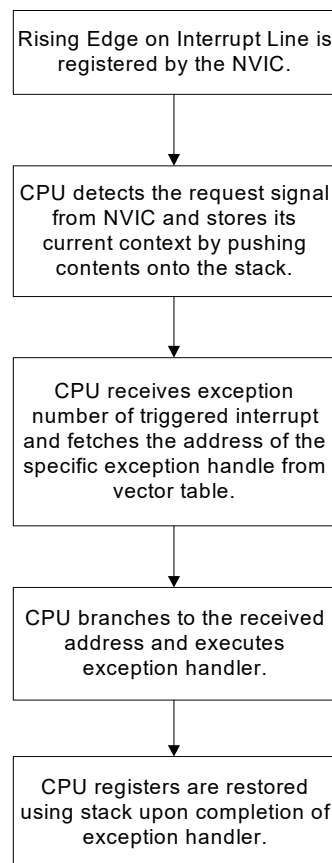 Rising Edge on Interrupt Line is
registered by the NVIC.
CPU detects the request signal
from NVIC and stores its
current context by pushing
contents onto the stack.
CPU receives exception
number of triggered interrupt
and fetches the address of the
specific exception handle from
vector table.
CPU branches to the received
address and executes
exception handler.
CPU registers are restored
using stack upon completion of
exception handler.